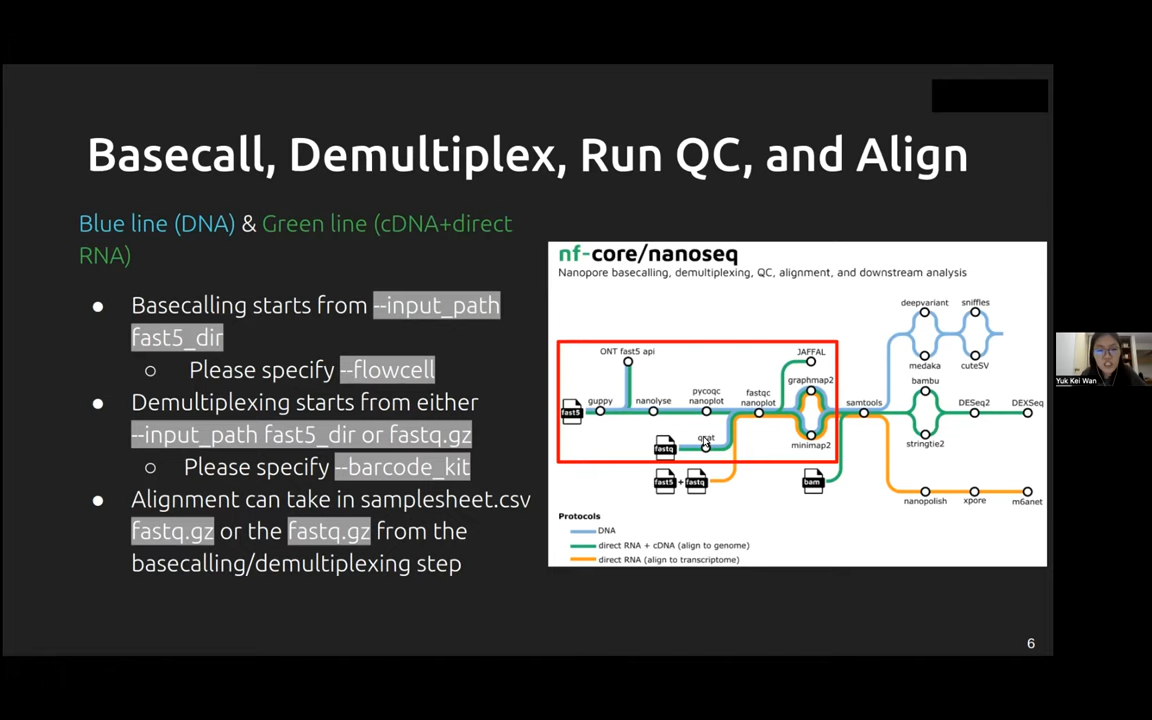 Basecall, Demultiplex, Run QC, and Align
Blue line (DNA) & Green line (cDNA+direct
RNA)
● Basecalling starts from --input_path
fast5_dir
○ Please specify --flowcell
● Demultiplexing starts from either
--input_path fast5_dir or fastq.gz
○ Please specify --barcode_kit
● Alignment can take in samplesheet.csv
fastq.gz or the fastq.gz from the
basecalling/demultiplexing step
nf-core/nanoseq
Nanopore basecalling, demultiplexing, QC, alignment, and downstream analysis
deepvariant sniffles
ONT fast5 api JAFFAL
medaka cuteSV
graphmap2 bambu
pycoqc fastqc
nanoplot nanoplot
guppy nanolyse samtools DESeq2 DEXSeq
fast5
minimap2 stringtie2
fastq
fast5 + fastq bam
nanopolish xpore m6anet
Protocols
DNA
direct RNA + cDNA (align to genome)
direct RNA (align to transcriptome)
Yuk Kei Wan
6